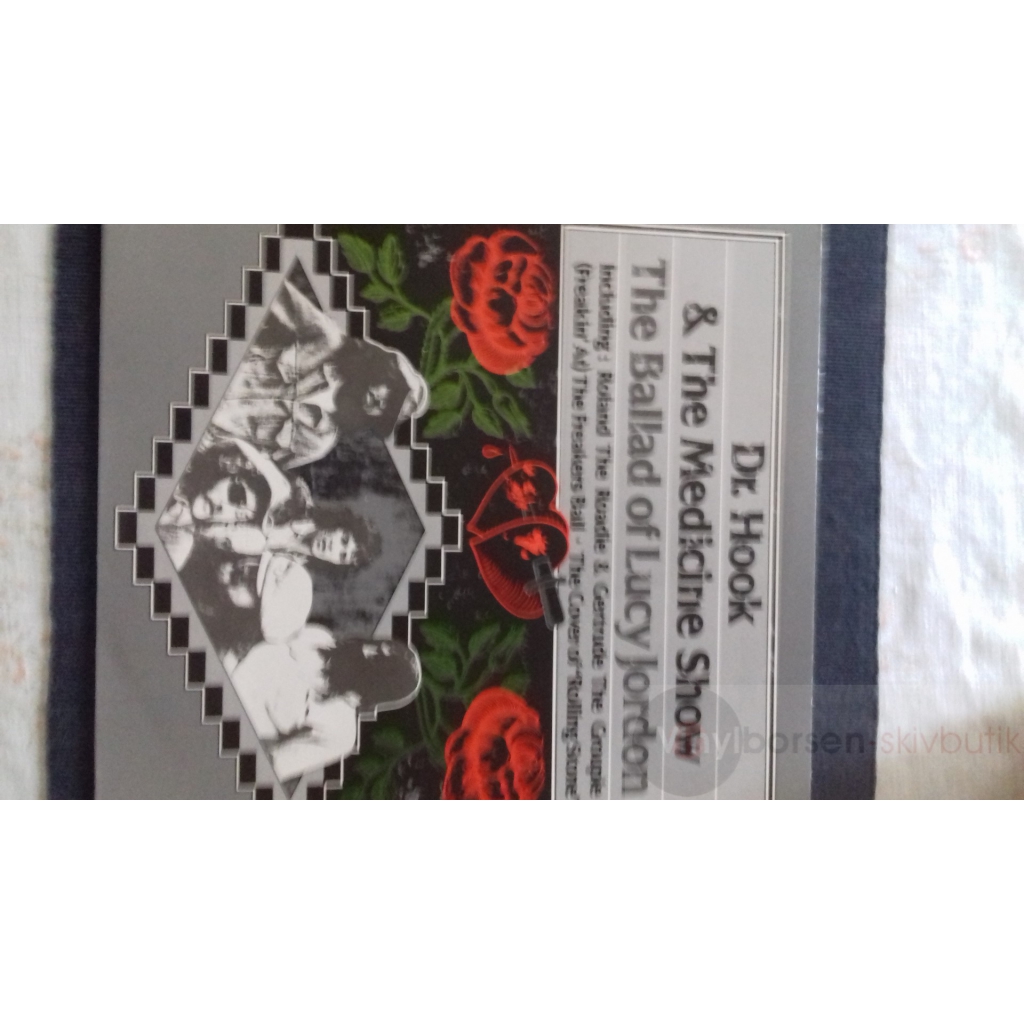 Dr. Hook
& The Medicine Show
The Ballad of Lucy Jordon
Including : Roland The Roadie & Gertrude The Groupie
(Freakin' At) The Freakers Ball - The Cover of "Rolling Stone"
vinylborsen-skivbutik